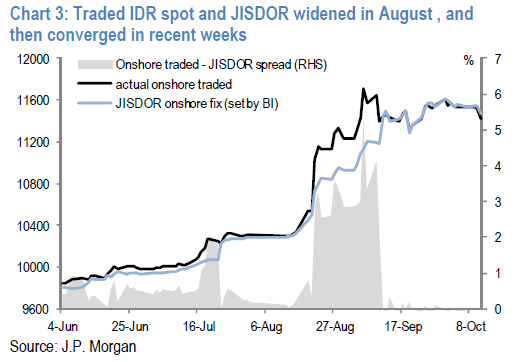 Chart 3: Traded IDR spot and JISDOR widened in August , and
then converged in recent weeks
12000
11600
11200
10800
10400
10000
9600
%
7
6
5
4
3
2
1
0
Onshore traded - JISDOR spread (RHS)
actual onshore traded
JISDOR onshore fix (set by BI)
4-Jun 25-Jun 16-Jul 6-Aug 27-Aug 17-Sep 8-Oct
Source: J.P. Morgan